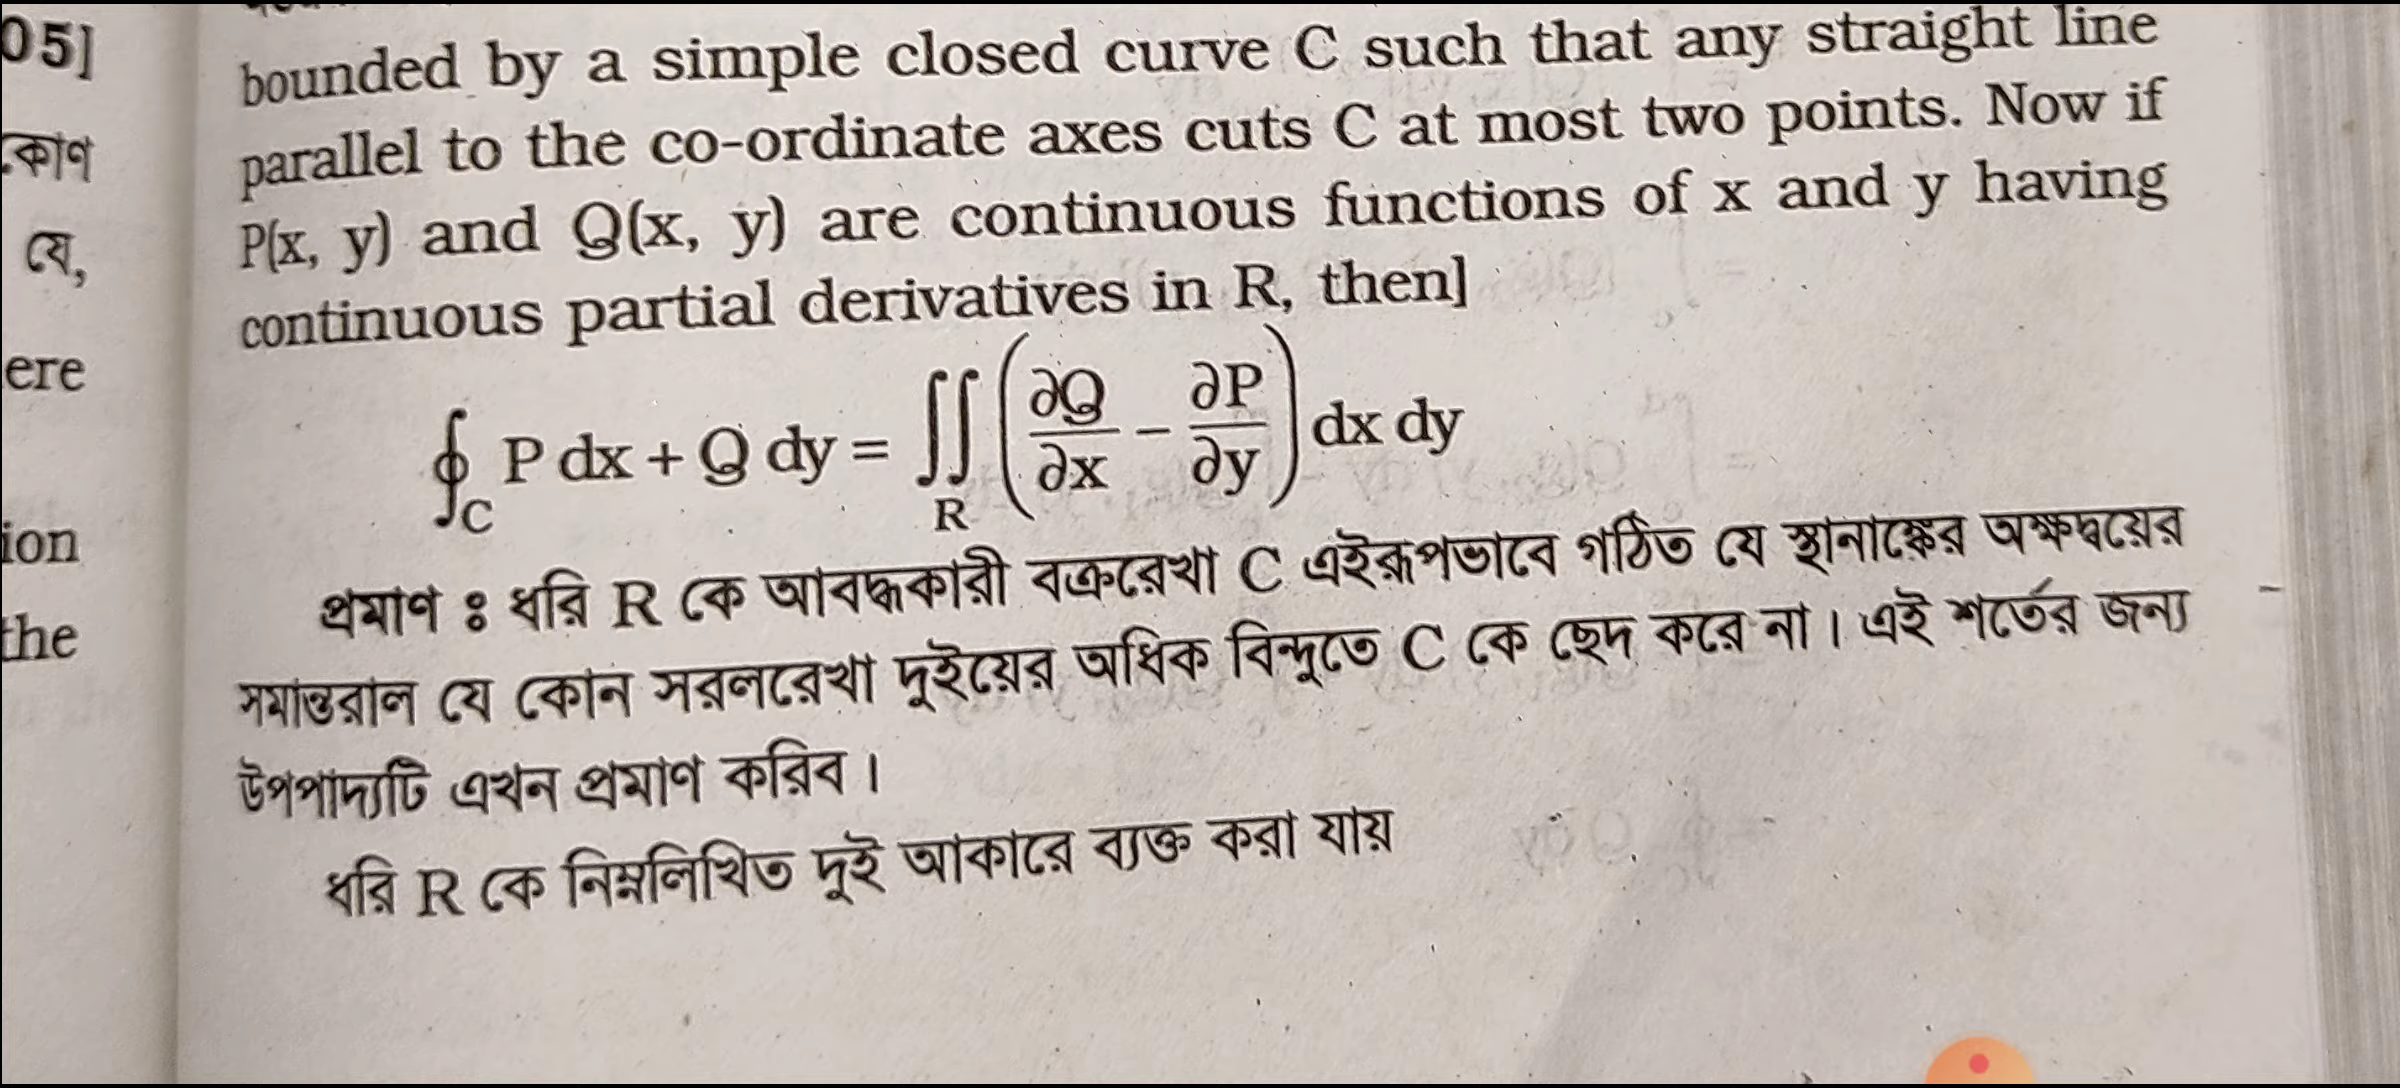 05]
কোণ
যে,
ere
ion
the
bounded by a simple closed curve C such that any straight line
parallel to the co-ordinate axes cuts C at most two points. Now if
P(x, y) and Q(x, y) are continuous functions of x and y having
continuous partial derivatives in R, then]
∮_C P dx + Q dy = ∬_R (∂Q/∂x − ∂P/∂y) dx dy
প্রমাণ ঃ ধরি R কে আবদ্ধকারী বক্ররেখা C এইরূপভাবে গঠিত যে স্থানাঙ্কের অক্ষদ্বয়ের
সমান্তরাল যে কোন সরলরেখা দুইয়ের অধিক বিন্দুতে C কে ছেদ করে না। এই শর্তের জন্য
উপপাদ্যটি এখন প্রমাণ করিব।
ধরি R কে নিম্নলিখিত দুই আকারে ব্যক্ত করা যায়